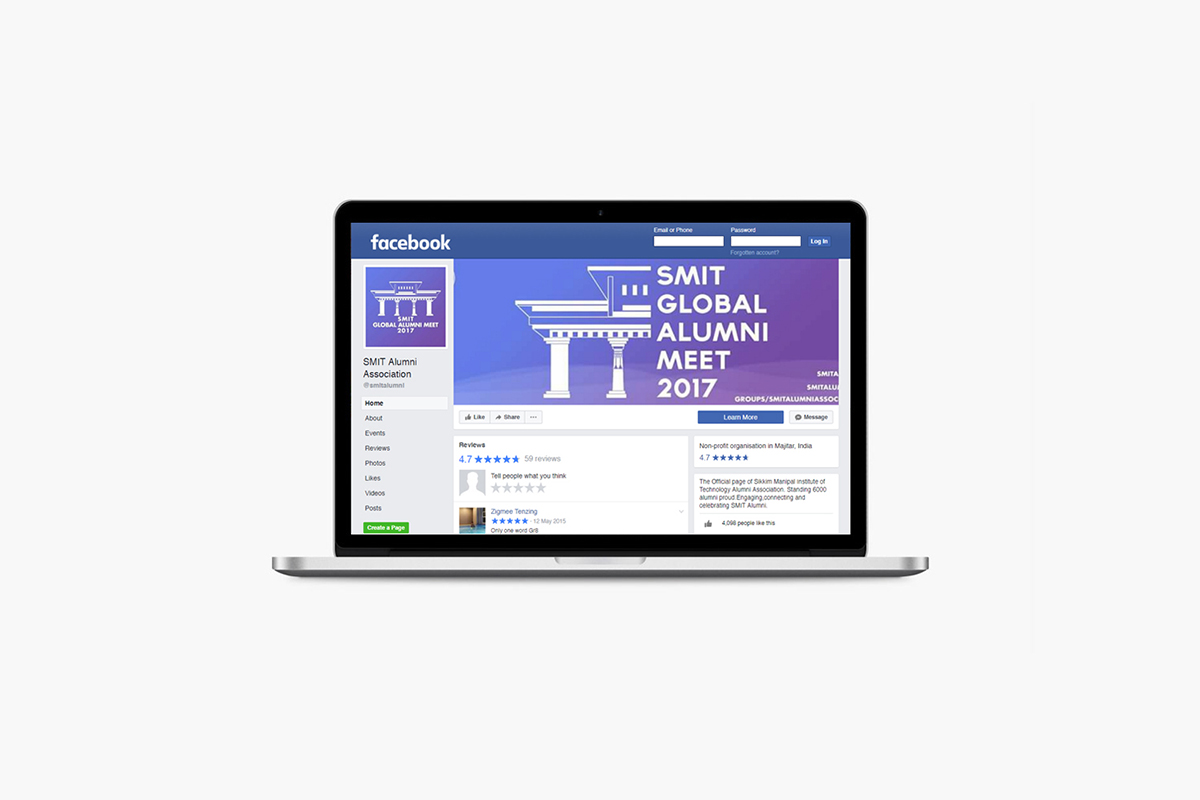 facebook
Email or Phone
Password
Log In
Forgotten account?
SMIT
GLOBAL ALUMNI MEET
2017
SMIT Alumni
Association
@smitalumni
Home
About
Events
Reviews
Photos
Likes
Videos
Posts
Create a Page
SMIT
GLOBAL
ALUMNI
MEET
2017
SMITA
SMITALU
GROUPS/SMITALUMNIASSOC
Like
Share
Learn More
Message
Reviews
4.7 59 reviews
Tell people what you think
Zigmee Tenzing
· 12 May 2015
Only one word Gr8
Non-profit organisation in Majitar, India
4.7
The Official page of Sikkim Manipal Institute of
Technology Alumni Association. Standing 6000
alumni proud Engaging,connecting and
celebrating SMIT Alumni.
4,098 people like this